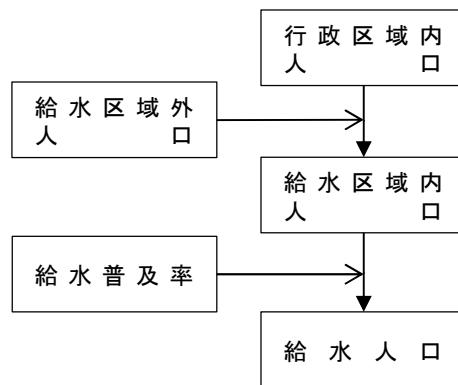 行政区域内
人口
給水区域外
人口
給水区域内
人口
給水普及率
給水人口